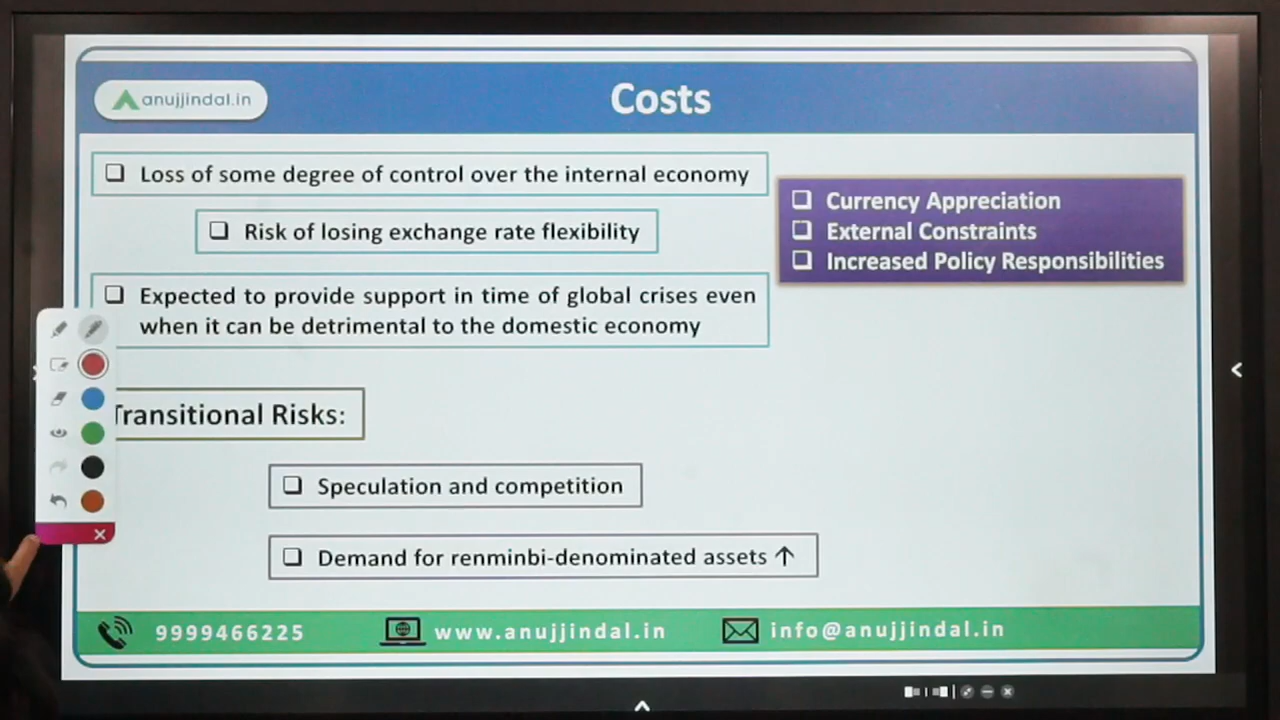 anujjindal.in
Costs
Loss of some degree of control over the internal economy
Risk of losing exchange rate flexibility
Expected to provide support in time of global crises even
when it can be detrimental to the domestic economy
Currency Appreciation
External Constraints
Increased Policy Responsibilities
Transitional Risks:
Speculation and competition
Demand for renminbi-denominated assets ↑
9999466225
www.anujjindal.in
info@anujjindal.in